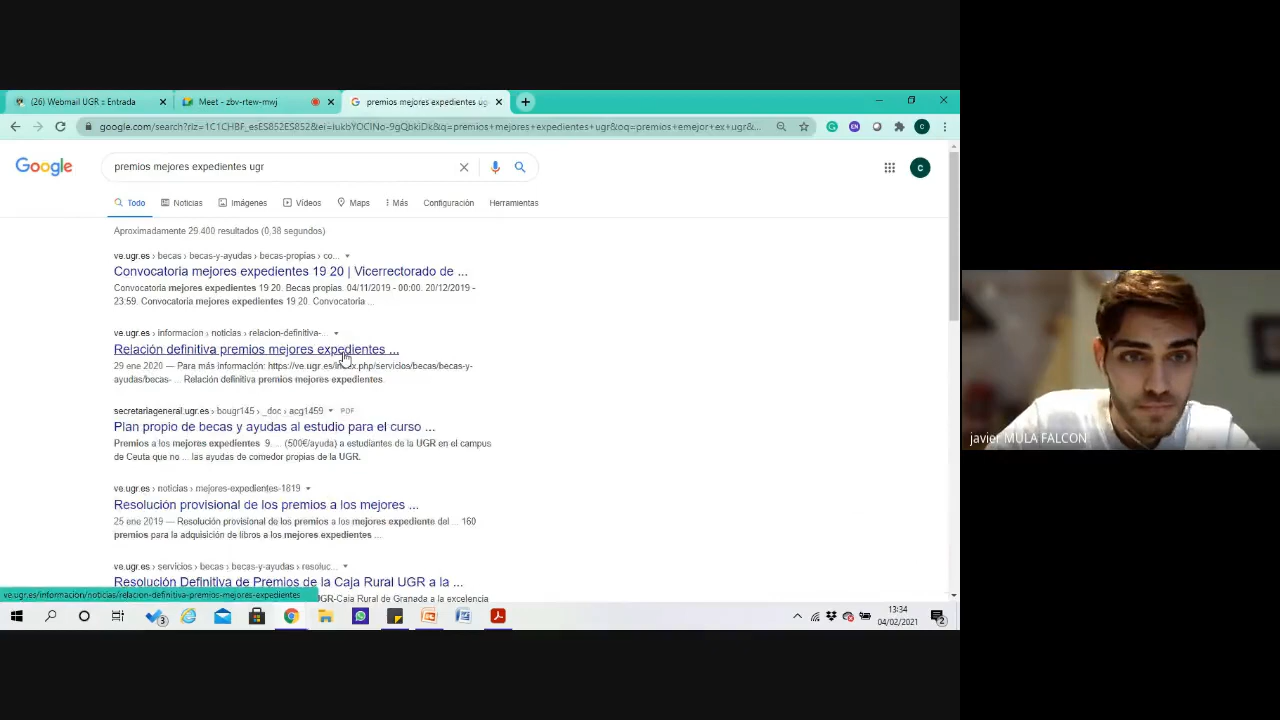 (26) Webmail UGR :: Entrada
Meet - zbv-rtew-mwj
premios mejores expedientes ug
google.com/search?rlz=1C1CHBF_esES852ES852&ei=iukbYOCINo-9gQbkiDk&q=premios+mejores+expedientes+ugr&oq=premios+emejor+ex+ugr&...
Google
premios mejores expedientes ugr
C
Todo
Noticias
Imágenes
Vídeos
Maps
Más
Configuración
Herramientas
Aproximadamente 29.400 resultados (0,38 segundos)
ve.ugr.es › becas › becas-y-ayudas › becas-propias › co...
Convocatoria mejores expedientes 19 20 | Vicerrectorado de ...
Convocatoria mejores expedientes 19 20. Becas propias. 04/11/2019 - 00:00. 20/12/2019 -
23:59. Convocatoria mejores expedientes 19 20. Convocatoria ...
ve.ugr.es › informacion › noticias › relacion-definitiva-...
Relación definitiva premios mejores expedientes ...
29 ene 2020 — Para más información: https://ve.ugr.es/index.php/servicios/becas/becas-y-
ayudas/becas- ... Relación definitiva premios mejores expedientes.
secretariageneral.ugr.es › bougr145 › _doc › acg1459 PDF
Plan propio de becas y ayudas al estudio para el curso ...
Premios a los mejores expedientes 9. ... (500€/ayuda) a estudiantes de la UGR en el campus
de Ceuta que no ... las ayudas de comedor propias de la UGR.
ve.ugr.es › noticias › mejores-expedientes-1819
Resolución provisional de los premios a los mejores ...
25 ene 2019 — Resolución provisional de los premios a los mejores expediente del ... 160
premios para la adquisición de libros a los mejores expedientes ...
ve.ugr.es › servicios › becas › becas-y-ayudas › resoluc...
Resolución Definitiva de Premios de la Caja Rural UGR a la ...
UGR-Caja Rural de Granada a la excelencia
ve.ugr.es/informacion/noticias/relacion-definitiva-premios-mejores-expedientes
3
13:34
04/02/2021
2
javier MULA FALCON